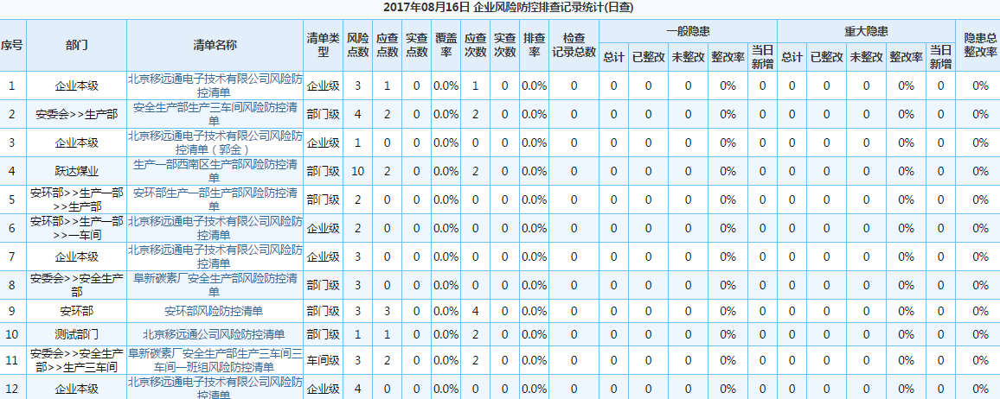 2017年08月16日 企业风险防控排查记录统计(日查)
序号 部门 清单名称 清单类型 风险点数 应查点数 实查点数 覆盖率 应查次数 实查次数 排查率 检查记录总数 一般隐患 重大隐患 隐患总整改率
总计 已整改 未整改 整改率 当日新增 总计 已整改 未整改 整改率 当日新增
1 企业本级 北京移远通电子技术有限公司风险防控清单 企业级 3 1 0 0.0% 1 0 0.0% 0 0 0 0 0% 0 0 0 0 0% 0 0%
2 安委会>>生产部 安全生产部生产三车间风险防控清单 部门级 4 2 0 0.0% 2 0 0.0% 0 0 0 0 0% 0 0 0 0 0% 0 0%
3 企业本级 北京移远通电子技术有限公司风险防控清单（郭金） 企业级 1 0 0 0.0% 0 0 0.0% 0 0 0 0 0% 0 0 0 0 0% 0 0%
4 跃达煤业 生产一部西南区生产部风险防控清单 部门级 10 2 0 0.0% 2 0 0.0% 0 0 0 0 0% 0 0 0 0 0% 0 0%
5 安环部>>生产一部>>生产部 安环部生产一部生产部风险防控清单 部门级 2 0 0 0.0% 0 0 0.0% 0 0 0 0 0% 0 0 0 0 0% 0 0%
6 安环部>>生产一部>>一车间 北京移远通电子技术有限公司风险防控清单 企业级 2 0 0 0.0% 0 0 0.0% 0 0 0 0 0% 0 0 0 0 0% 0 0%
7 企业本级 北京移远通电子技术有限公司风险防控清单 企业级 3 0 0 0.0% 0 0 0.0% 0 0 0 0 0% 0 0 0 0 0% 0 0%
8 安委会>>安全生产部 阜新碳素厂安全生产部风险防控清单 部门级 3 0 0 0.0% 0 0 0.0% 0 0 0 0 0% 0 0 0 0 0% 0 0%
9 安环部 安环部风险防控清单 部门级 3 3 0 0.0% 4 0 0.0% 0 0 0 0 0% 0 0 0 0 0% 0 0%
10 测试部门 北京移远通公司风险防控清单 部门级 1 1 0 0.0% 2 0 0.0% 0 0 0 0 0% 0 0 0 0 0% 0 0%
11 安委会>>安全生产部>>生产三车间 阜新碳素厂安全生产部生产三车间三车间一班组风险防控清单 车间级 3 2 0 0.0% 2 0 0.0% 0 0 0 0 0% 0 0 0 0 0% 0 0%
12 企业本级 北京移远通电子技术有限公司风险防控清单 企业级 4 0 0 0.0% 0 0 0.0% 0 0 0 0 0% 0 0 0 0 0% 0 0%